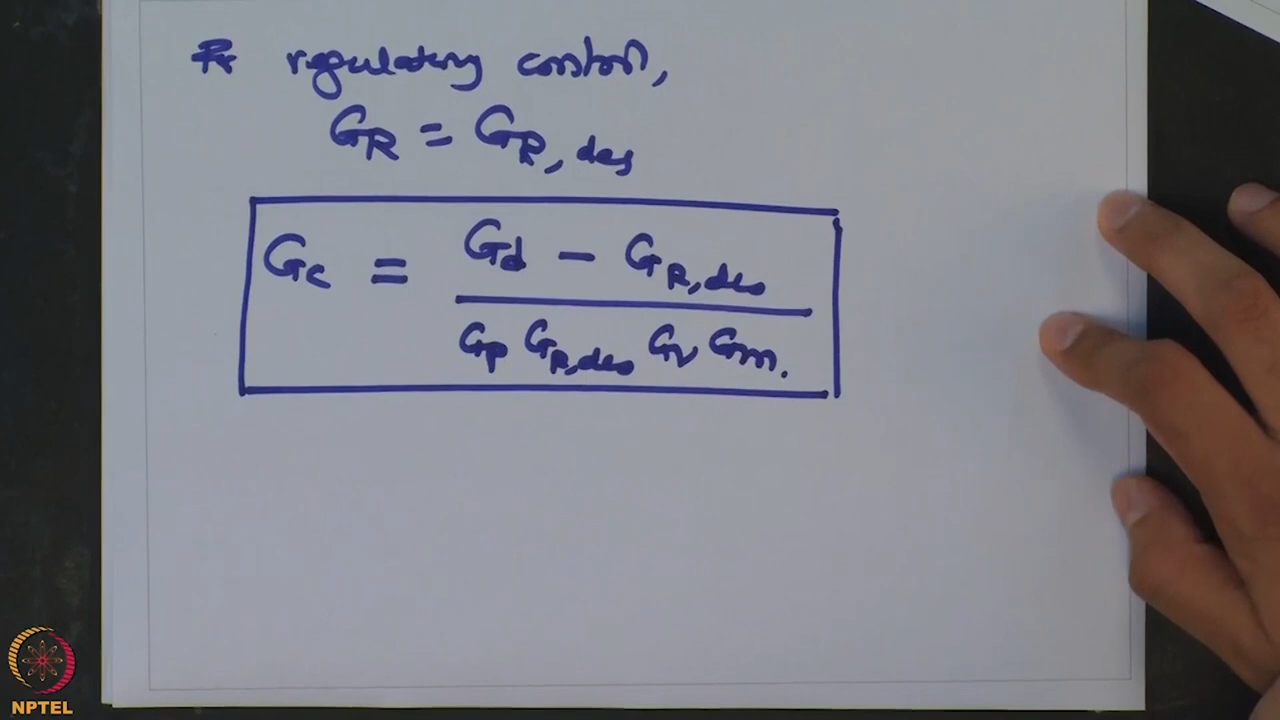 For regulatory control,
G_R = G_R,des
G_c = (G_d - G_R,des) / (G_p G_R,des G_v G_m.)
NPTEL